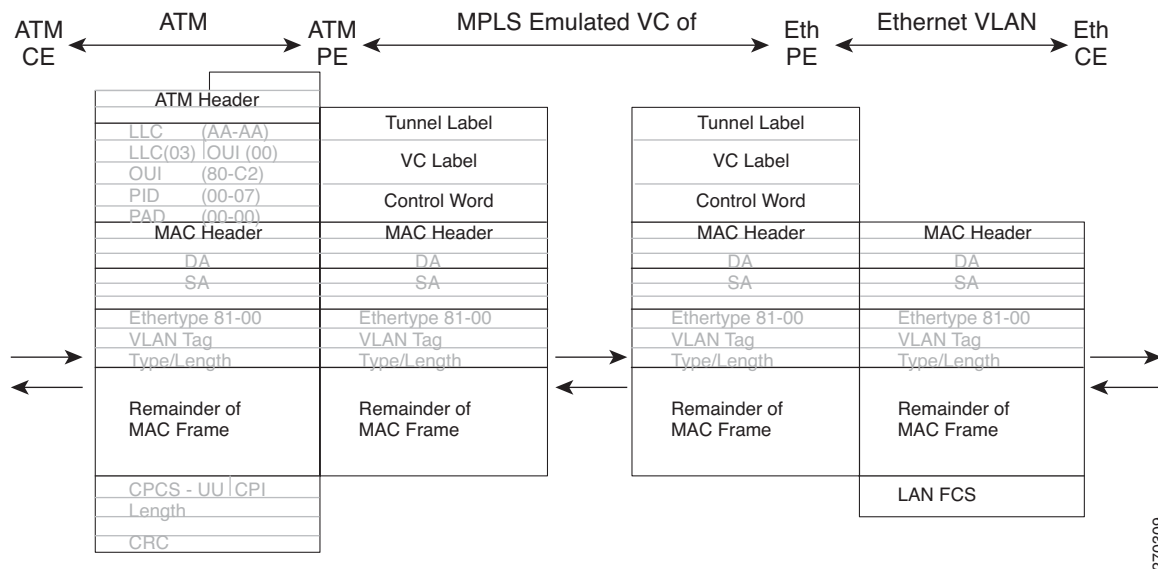 ATM CE
ATM
ATM PE
MPLS Emulated VC of
Eth PE
Ethernet VLAN
Eth CE
ATM Header
LLC (AA-AA)
LLC(03) OUI (00)
OUI (80-C2)
PID (00-07)
PAD (00-00)
MAC Header
DA
SA
Ethertype 81-00
VLAN Tag
Type/Length
Remainder of
MAC Frame
CPCS - UU CPI
Length
CRC
Tunnel Label
VC Label
Control Word
MAC Header
DA
SA
Ethertype 81-00
VLAN Tag
Type/Length
Remainder of
MAC Frame
Tunnel Label
VC Label
Control Word
MAC Header
DA
SA
Ethertype 81-00
VLAN Tag
Type/Length
Remainder of
MAC Frame
MAC Header
DA
SA
Ethertype 81-00
VLAN Tag
Type/Length
Remainder of
MAC Frame
LAN FCS